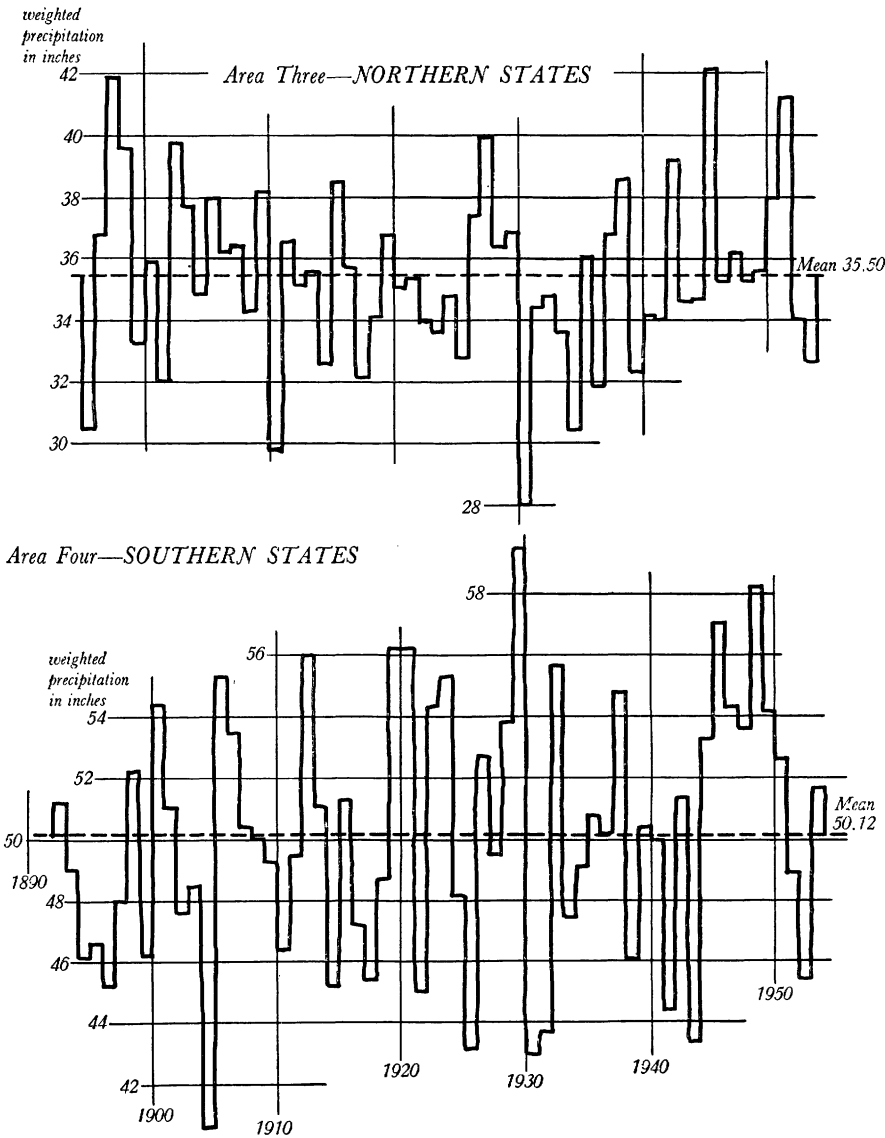 weighted
precipitation
in inches
42
Area Three—NORTHERN STATES
40
38
36
Mean 35.50
34
32
30
28
Area Four—SOUTHERN STATES
58
56
weighted
precipitation
in inches
54
52
Mean
50.12
50
1890
48
46
1950
44
1920
1930
1940
42
1900
1910